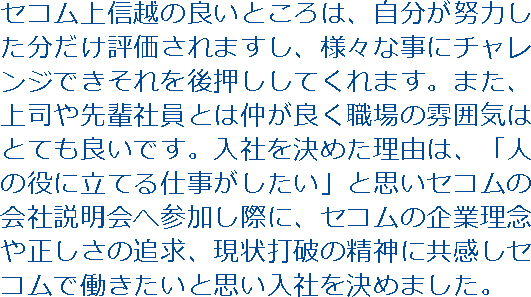 セコム上信越の良いところは、自分が努力し
た分だけ評価されますし、様々な事にチャレ
ンジできそれを後押ししてくれます。また、
上司や先輩社員とは仲が良く職場の雰囲気は
とても良いです。入社を決めた理由は、「人
の役に立てる仕事がしたい」と思いセコムの
会社説明会へ参加し際に、セコムの企業理念
や正しさの追求、現状打破の精神に共感しセ
コムで働きたいと思い入社を決めました。